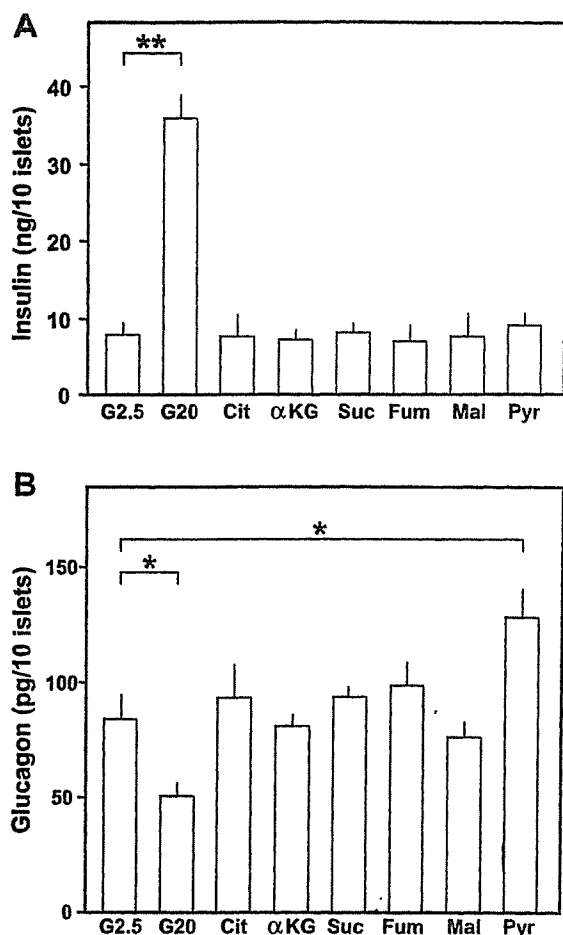 A
**
Insulin (ng/10 islets)
40
30
20
10
0
G2.5 G20 Cit αKG Suc Fum Mal Pyr
B
*
*
Glucagon (pg/10 islets)
150
100
50
0
G2.5 G20 Cit αKG Suc Fum Mal Pyr